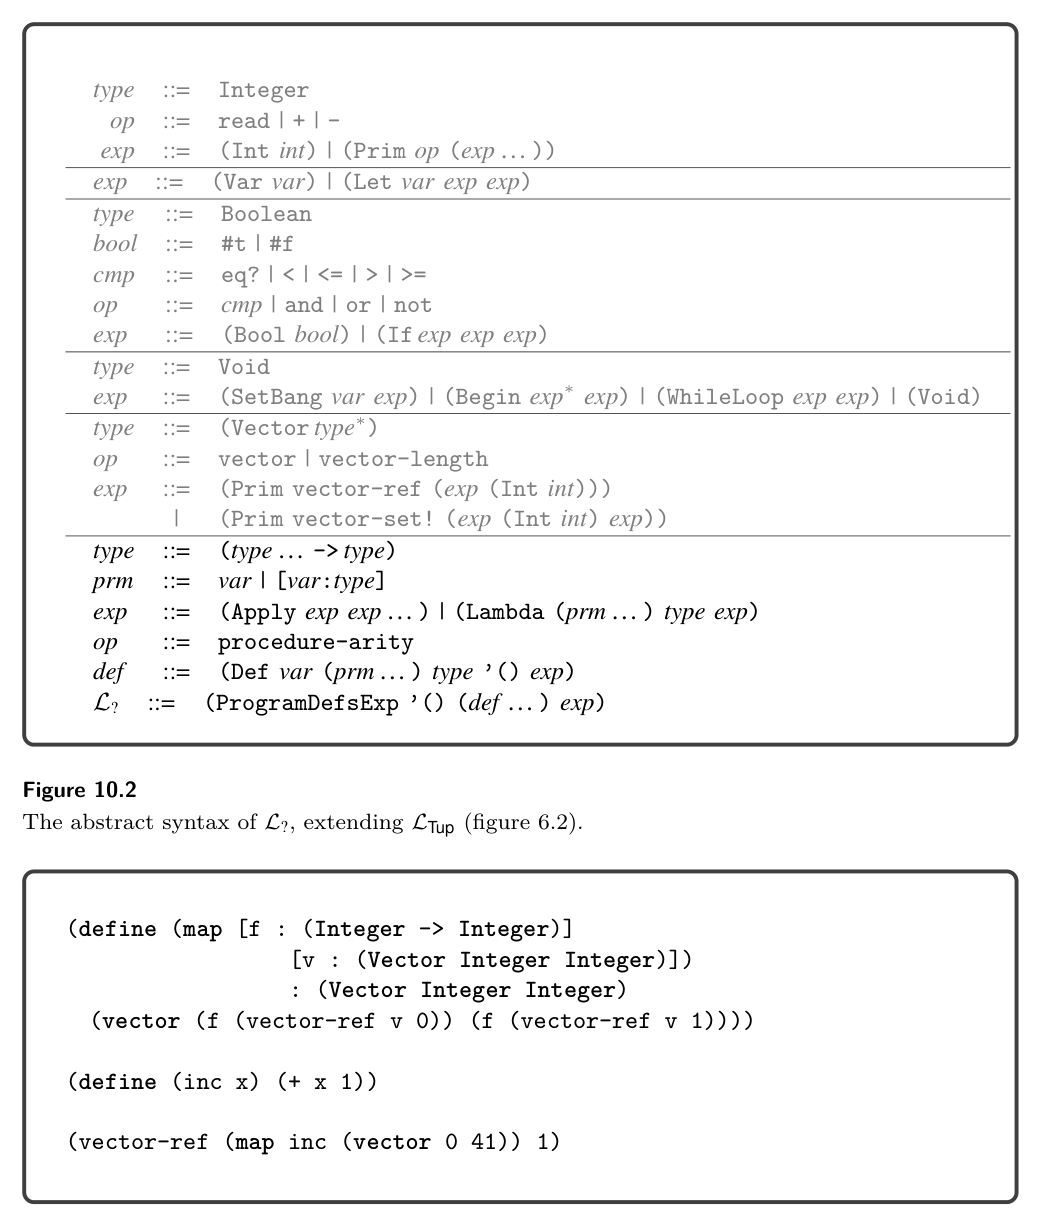 type ::= Integer
op ::= read | + | -
exp ::= (Int int) | (Prim op (exp …))
exp ::= (Var var) | (Let var exp exp)
type ::= Boolean
bool ::= #t | #f
cmp ::= eq? | < | <= | > | >=
op ::= cmp | and | or | not
exp ::= (Bool bool) | (If exp exp exp)
type ::= Void
exp ::= (SetBang var exp) | (Begin exp* exp) | (WhileLoop exp exp) | (Void)
type ::= (Vector type*)
op ::= vector | vector-length
exp ::= (Prim vector-ref (exp (Int int)))
| (Prim vector-set! (exp (Int int) exp))
type ::= (type … -> type)
prm ::= var | [var:type]
exp ::= (Apply exp exp …) | (Lambda (prm …) type exp)
op ::= procedure-arity
def ::= (Def var (prm …) type ’() exp)
ℒ? ::= (ProgramDefsExp ’() (def …) exp)
Figure 10.2
The abstract syntax of ℒ?, extending ℒTup (figure 6.2).
(define (map [f : (Integer -> Integer)]
[v : (Vector Integer Integer)])
: (Vector Integer Integer)
(vector (f (vector-ref v 0)) (f (vector-ref v 1))))
(define (inc x) (+ x 1))
(vector-ref (map inc (vector 0 41)) 1)